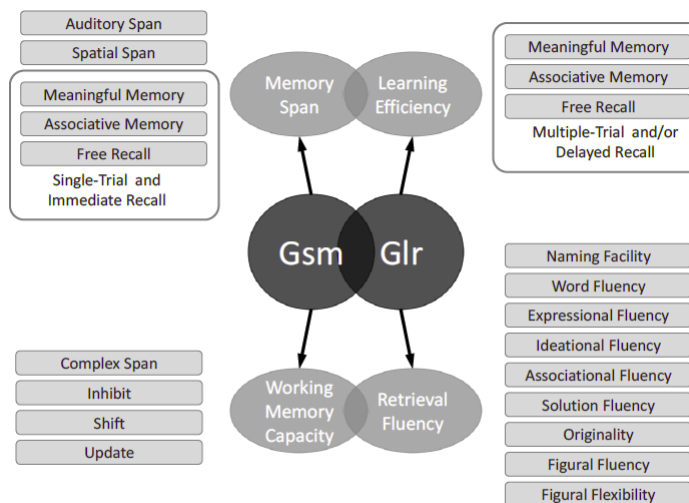 Auditory Span
Spatial Span
Meaningful Memory
Associative Memory
Free Recall
Single-Trial and
Immediate Recall
Memory
Span
Learning
Efficiency
Meaningful Memory
Associative Memory
Free Recall
Multiple-Trial and/or
Delayed Recall
Gsm
Glr
Complex Span
Inhibit
Shift
Update
Working
Memory
Capacity
Retrieval
Fluency
Naming Facility
Word Fluency
Expressional Fluency
Ideational Fluency
Associational Fluency
Solution Fluency
Originality
Figural Fluency
Figural Flexibility